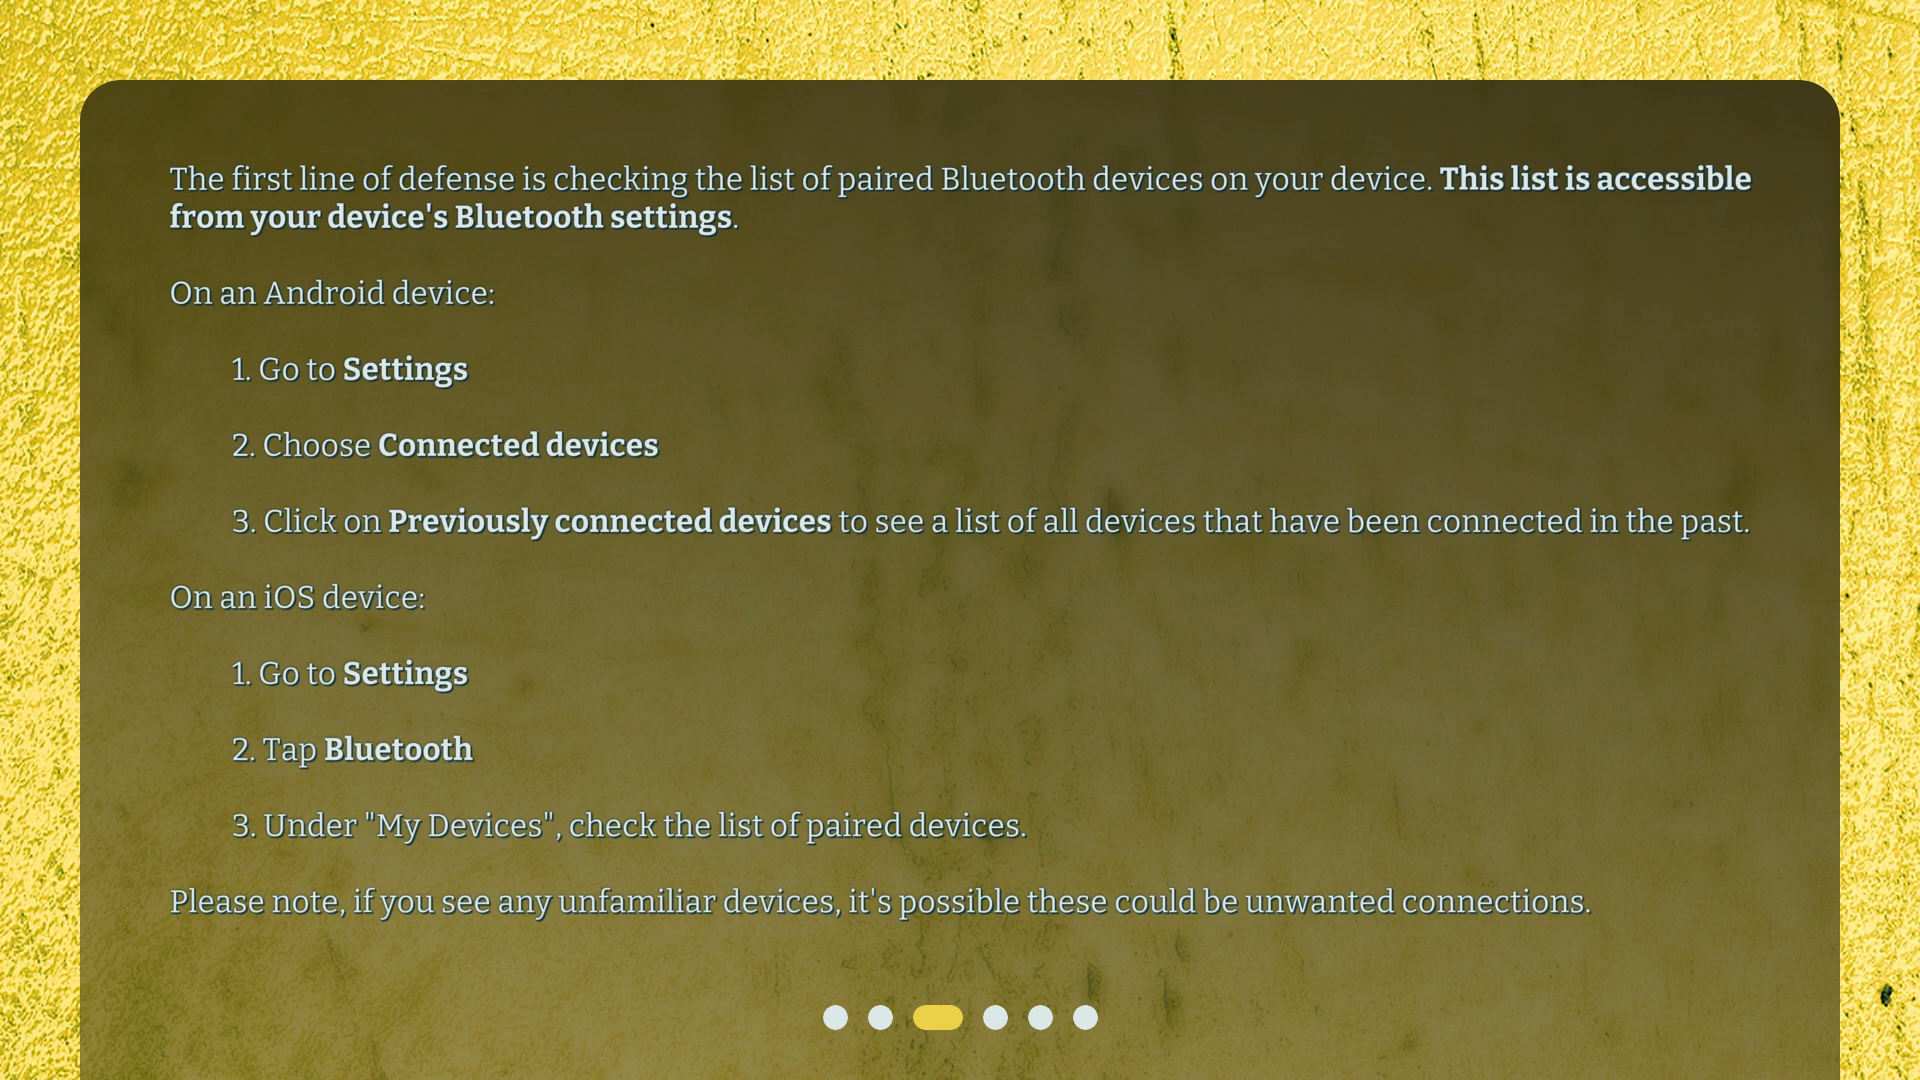 The first line of defense is checking the list of paired Bluetooth devices on your device. This list is accessible
from your device's Bluetooth settings.
On an Android device:
1. Go to Settings
2. Choose Connected devices
3. Click on Previously connected devices to see a list of all devices that have been connected in the past.
On an iOS device:
1. Go to Settings
2. Tap Bluetooth
3. Under "My Devices", check the list of paired devices.
Please note, if you see any unfamiliar devices, it's possible these could be unwanted connections.